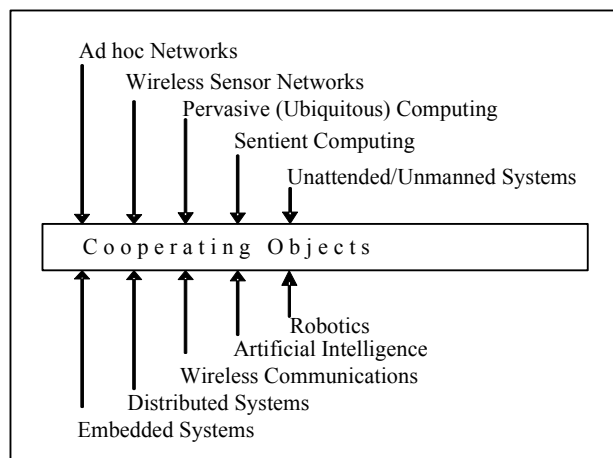 Ad hoc Networks
Wireless Sensor Networks
Pervasive (Ubiquitous) Computing
Sentient Computing
Unattended/Unmanned Systems
Cooperating Objects
Robotics
Artificial Intelligence
Wireless Communications
Distributed Systems
Embedded Systems